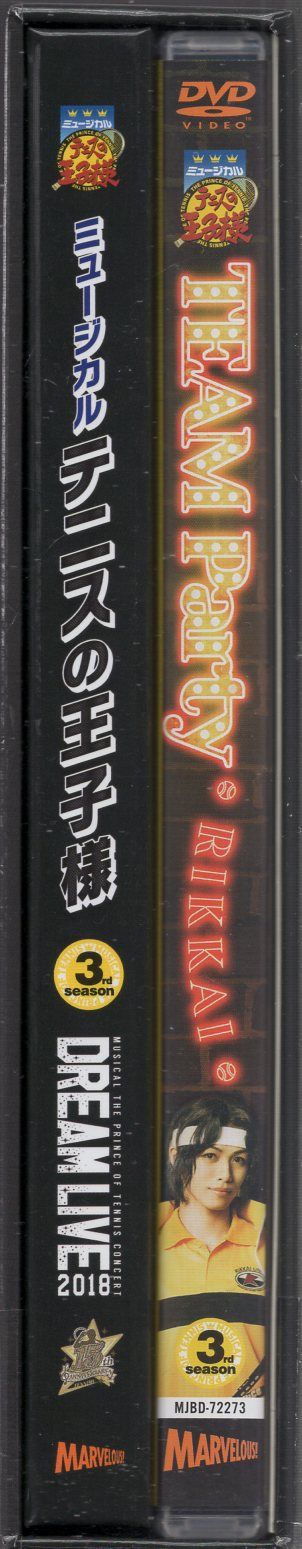 ミュージカル
テニスの
王子様
ミュージカル
テニスの王子様
3rd
season
MUSICAL THE PRINCE OF TENNIS CONCERT
DREAM LIVE
2018
15th
ANNIVERSARY
MARVELOUS!
DVD
VIDEO
ミュージカル
テニスの
王子様
TEAM Party
RIKKAI
3rd
season
MJBD-72273
MARVELOUS!